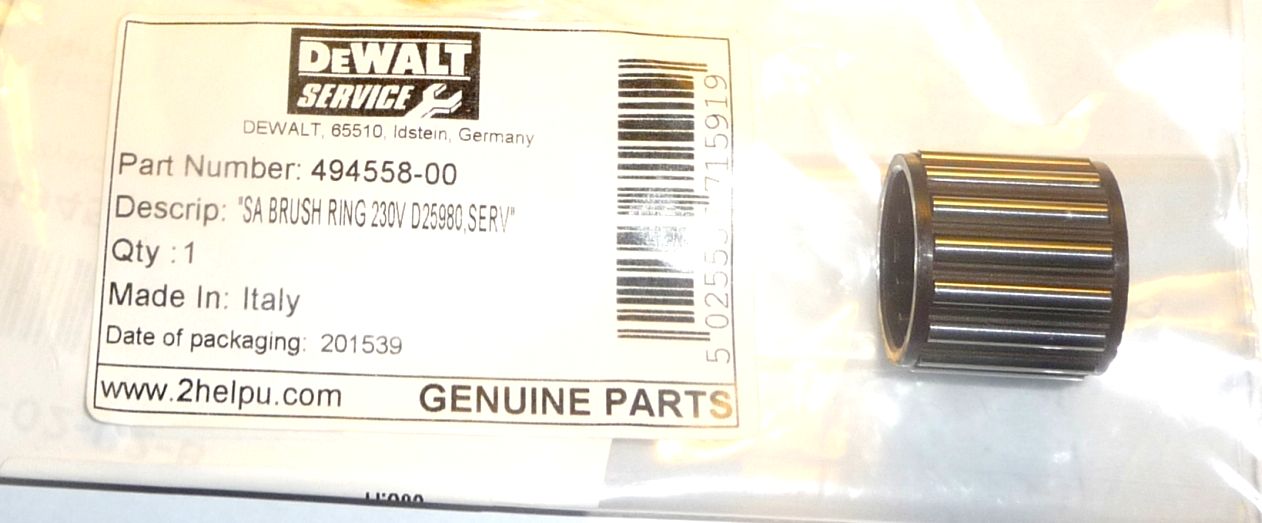 DEWALT
SERVICE
DEWALT, 65510, Idstein, Germany
Part Number: 494558-00
Descrip: "SA BRUSH RING 230V D25980,SERV"
Qty : 1
Made In: Italy
Date of packaging: 201539
www.2helpu.com
GENUINE PARTS